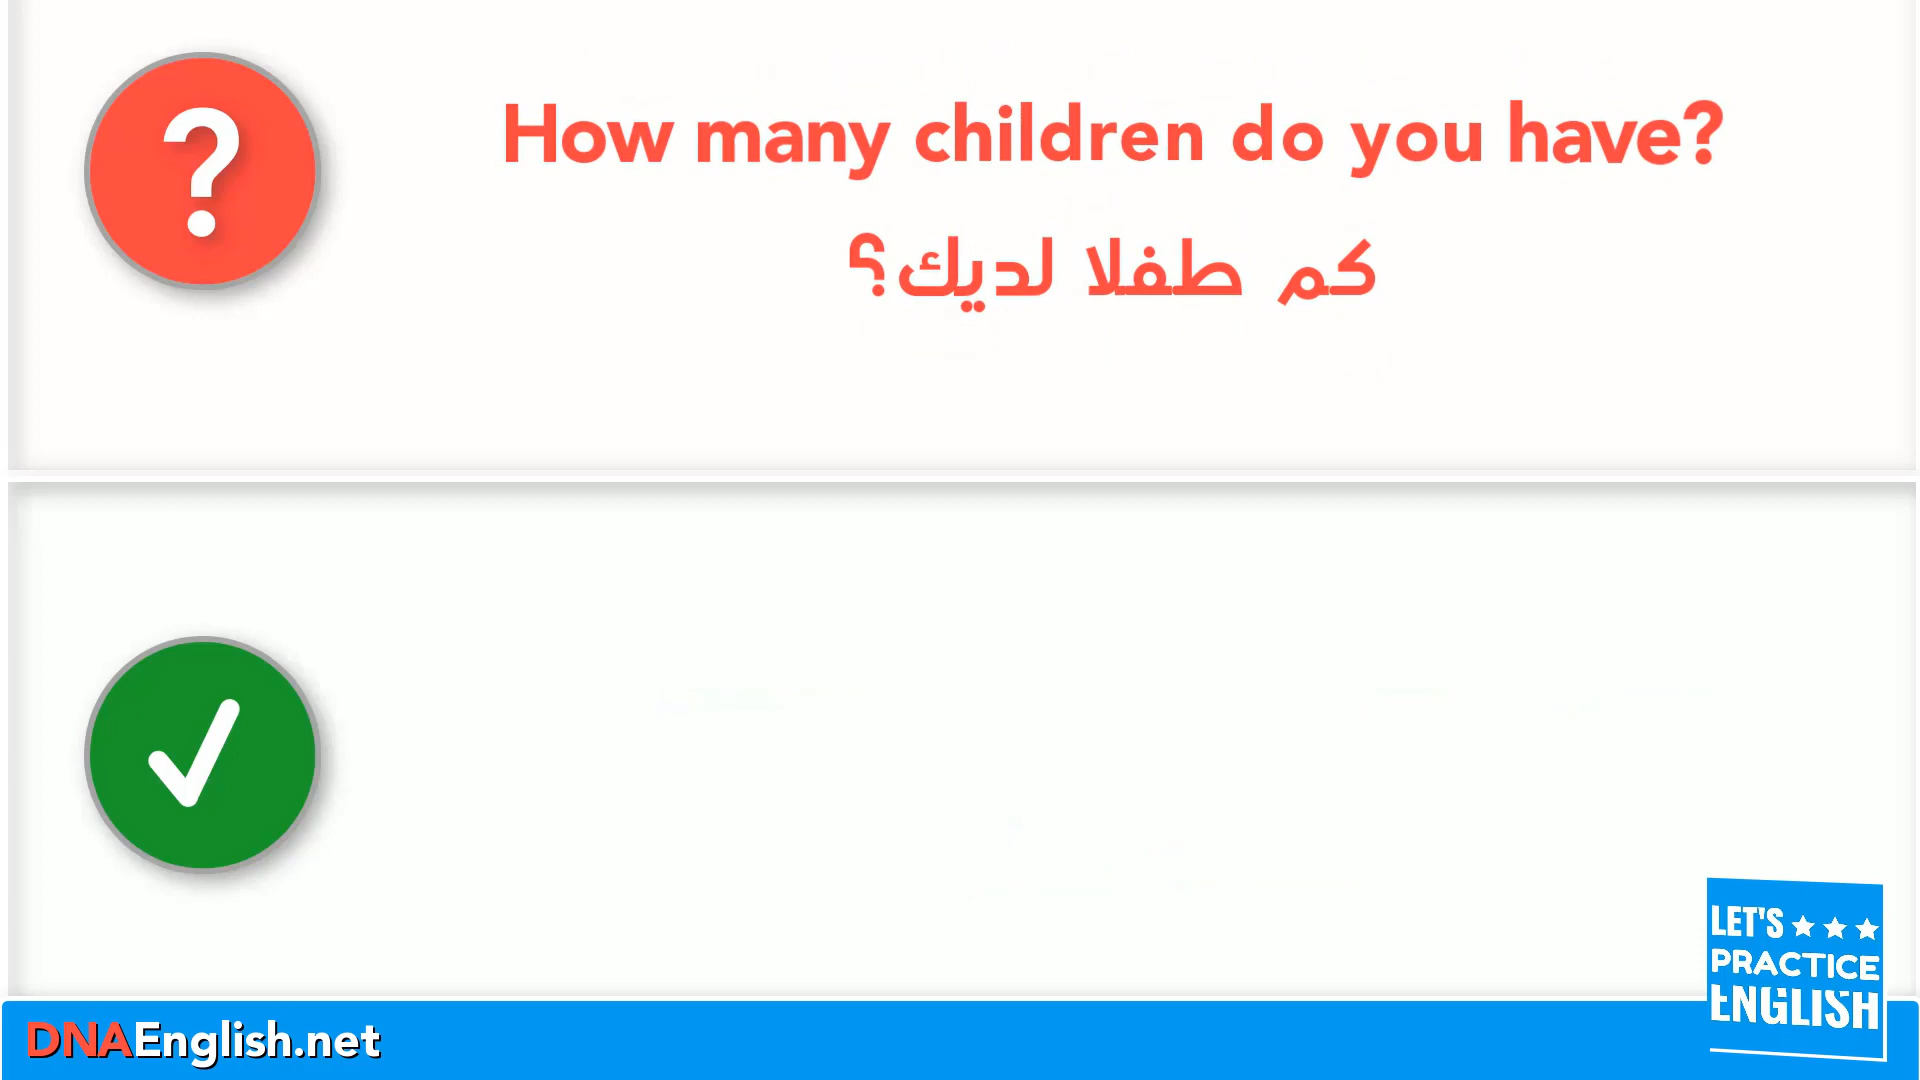 ?
How many children do you have?
كم طفلا لديك؟
DNAEnglish.net
LET'S
PRACTICE
ENGLISH